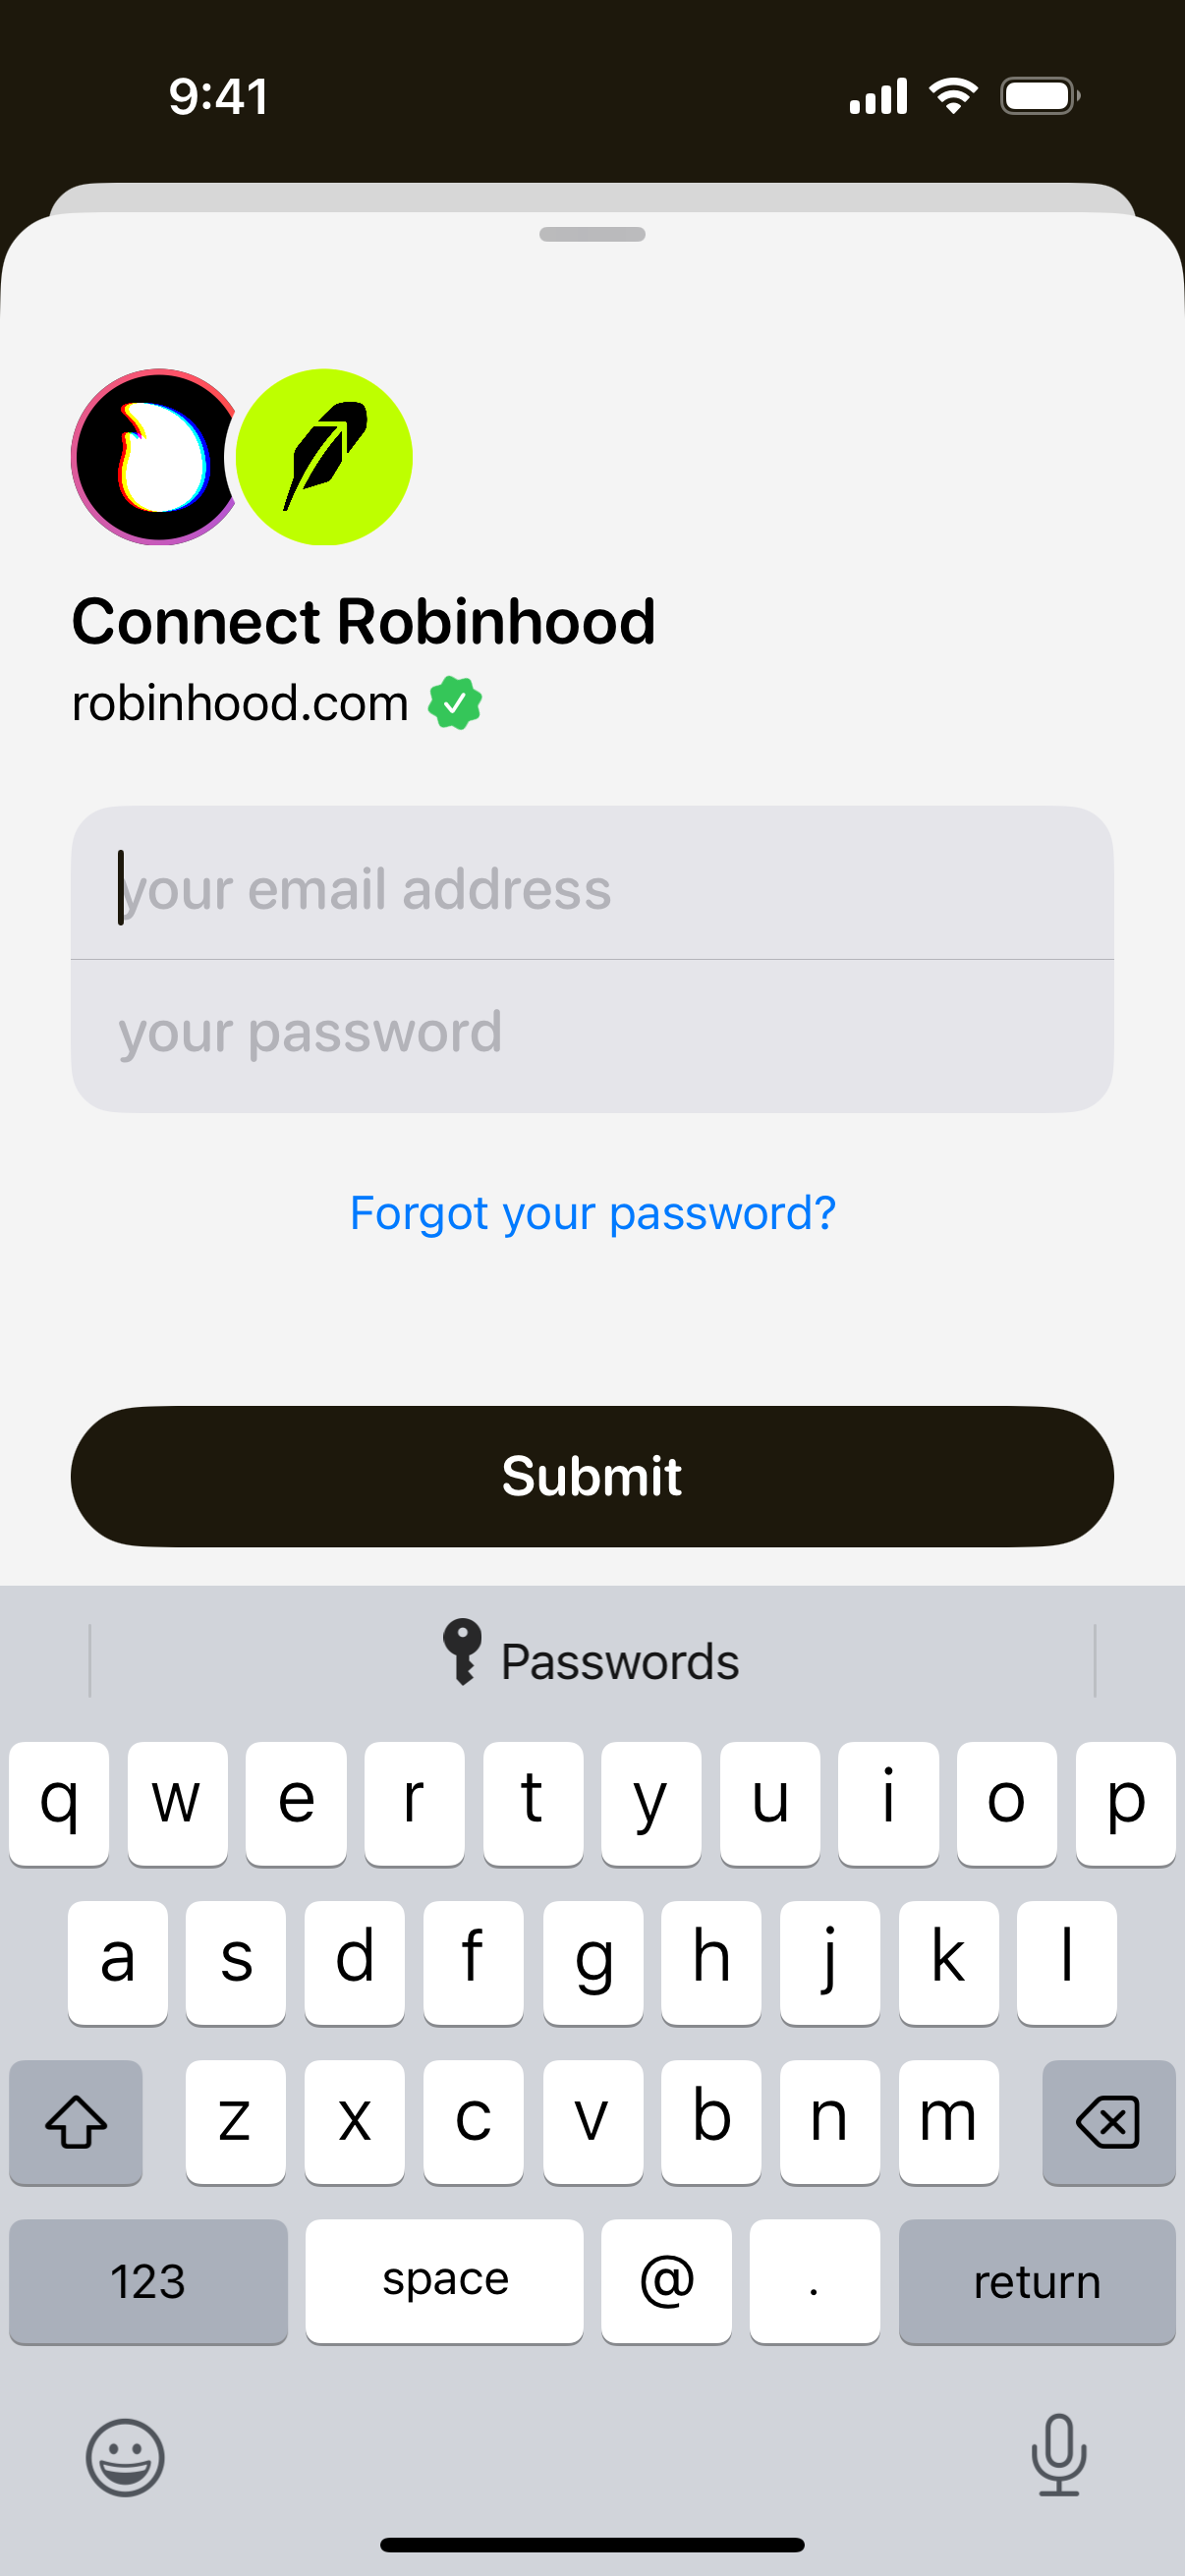 9:41
Connect Robinhood
robinhood.com
your email address
your password
Forgot your password?
Submit
Passwords
q w e r t y u i o p
a s d f g h j k l
z x c v b n m
123 space @ . return